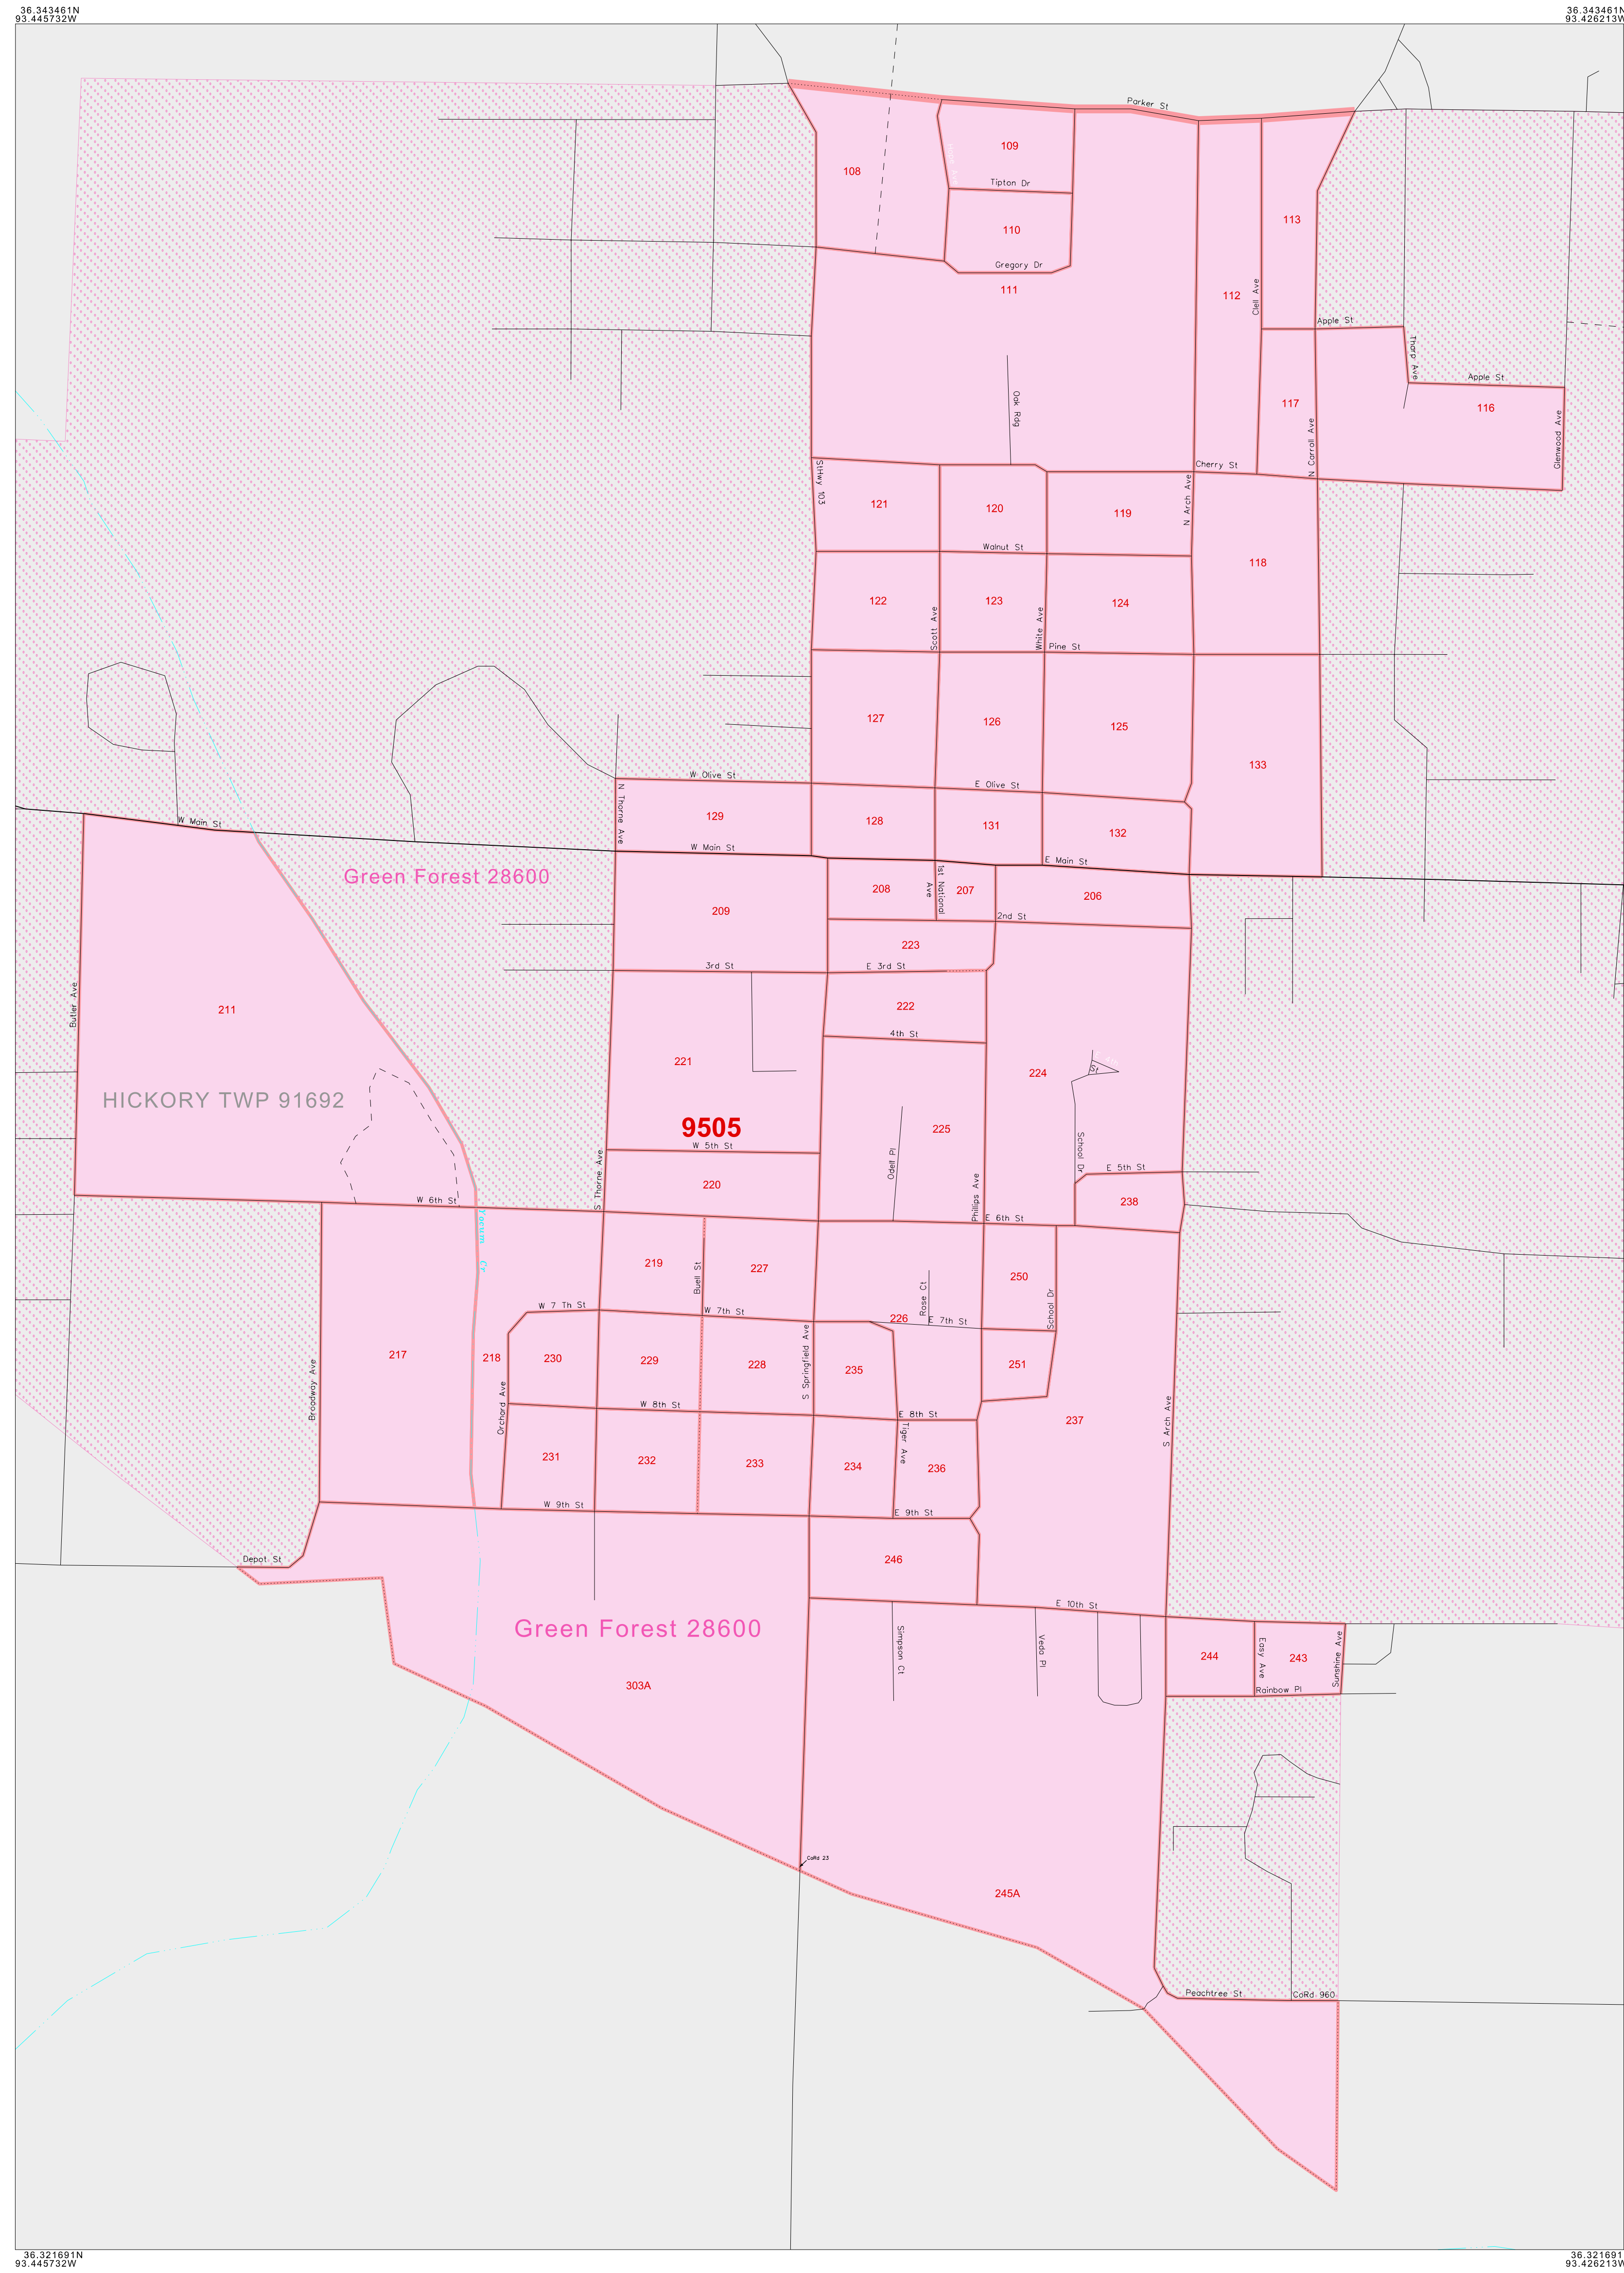 36.343461N
93.445732W
36.343461N
93.426213W
Parker St
109
108
Tipton Dr
113
110
Gregory Dr
111
112
Clell Ave
Apple St
Tharp Ave
Apple St
116
117
Oak Rdg
N Carroll Ave
Glenwood Ave
Cherry St
StHwy 103
N Arch Ave
121
120
119
Walnut St
118
122
123
124
Scott Ave
White Ave
Pine St
127
126
125
133
W Olive St
E Olive St
N Thorne Ave
129
128
131
132
W Main St
W Main St
E Main St
Green Forest 28600
208
1st National
Ave
207
206
209
2nd St
223
3rd St
E 3rd St
Butler Ave
211
222
4th St
221
224
E 4th
St
HICKORY TWP 91692
9505
225
W 5th St
Odell Pl
School Dr
E 5th St
S Thorne Ave
220
Phillips Ave
238
W 6th St
E 6th St
Yocum Cr
219
Buell St
227
Rose Ct
250
School Dr
W 7 Th St
W 7th St
226
E 7th St
217
218
230
229
228
S Springfield Ave
235
251
Broadway Ave
Orchard Ave
W 8th St
E 8th St
S Arch Ave
237
Tiger Ave
231
232
233
234
236
W 9th St
E 9th St
Depot St
246
E 10th St
Green Forest 28600
Simpson Ct
Veda Pl
244
Easy Ave
243
Sunshine Ave
303A
Rainbow Pl
CoRd 23
245A
Peachtree St
CoRd 960
36.321691N
93.445732W
36.321691
93.426213W